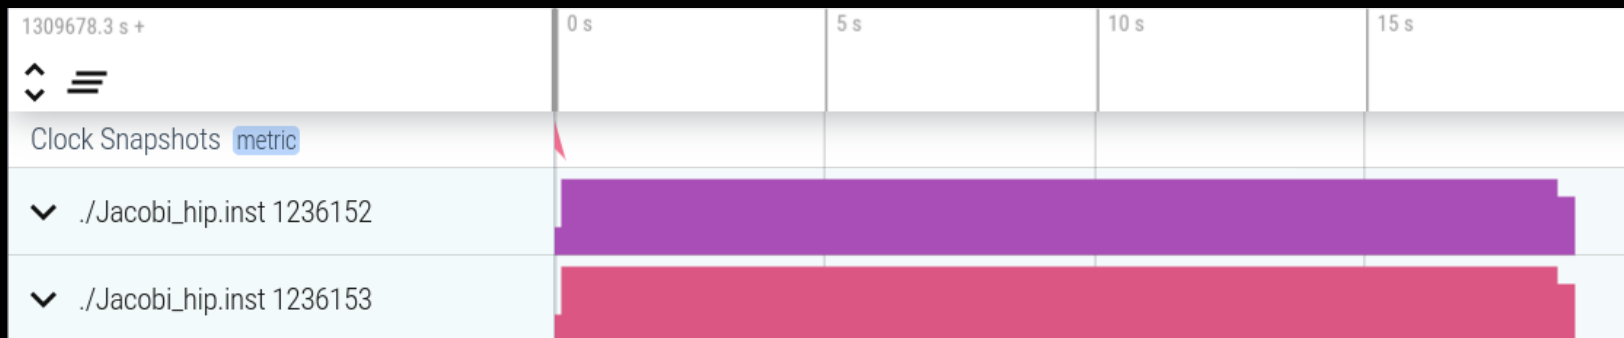 1309678.3 s + 0 s 5 s 10 s 15 s
Clock Snapshots metric
./Jacobi_hip.inst 1236152
./Jacobi_hip.inst 1236153